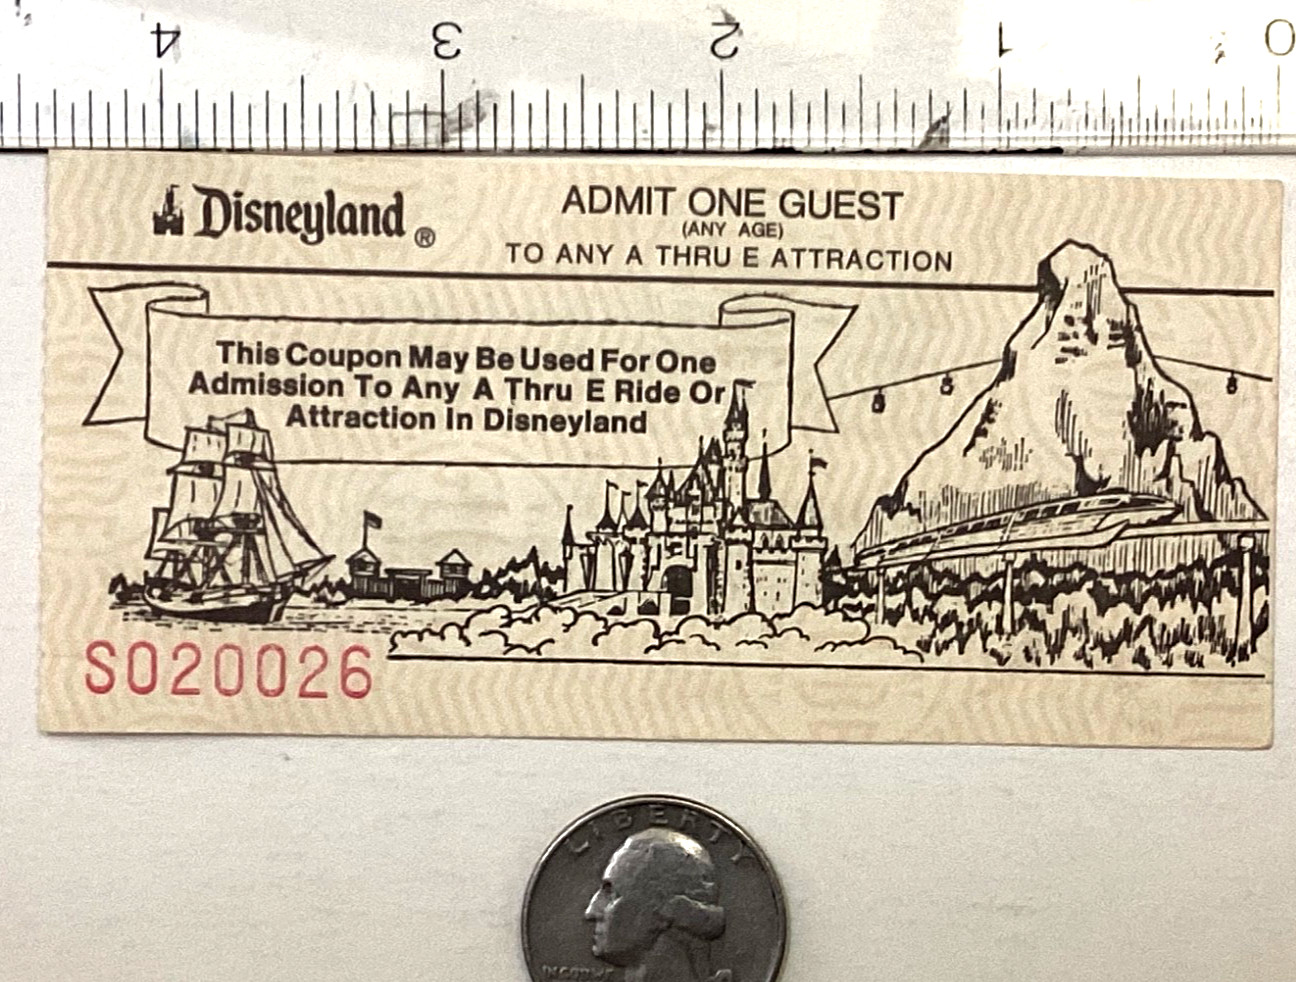 4 3 2 1 0
Disneyland ®
ADMIT ONE GUEST
(ANY AGE)
TO ANY A THRU E ATTRACTION
This Coupon May Be Used For One
Admission To Any A Thru E Ride Or
Attraction In Disneyland
S020026
LIBERTY